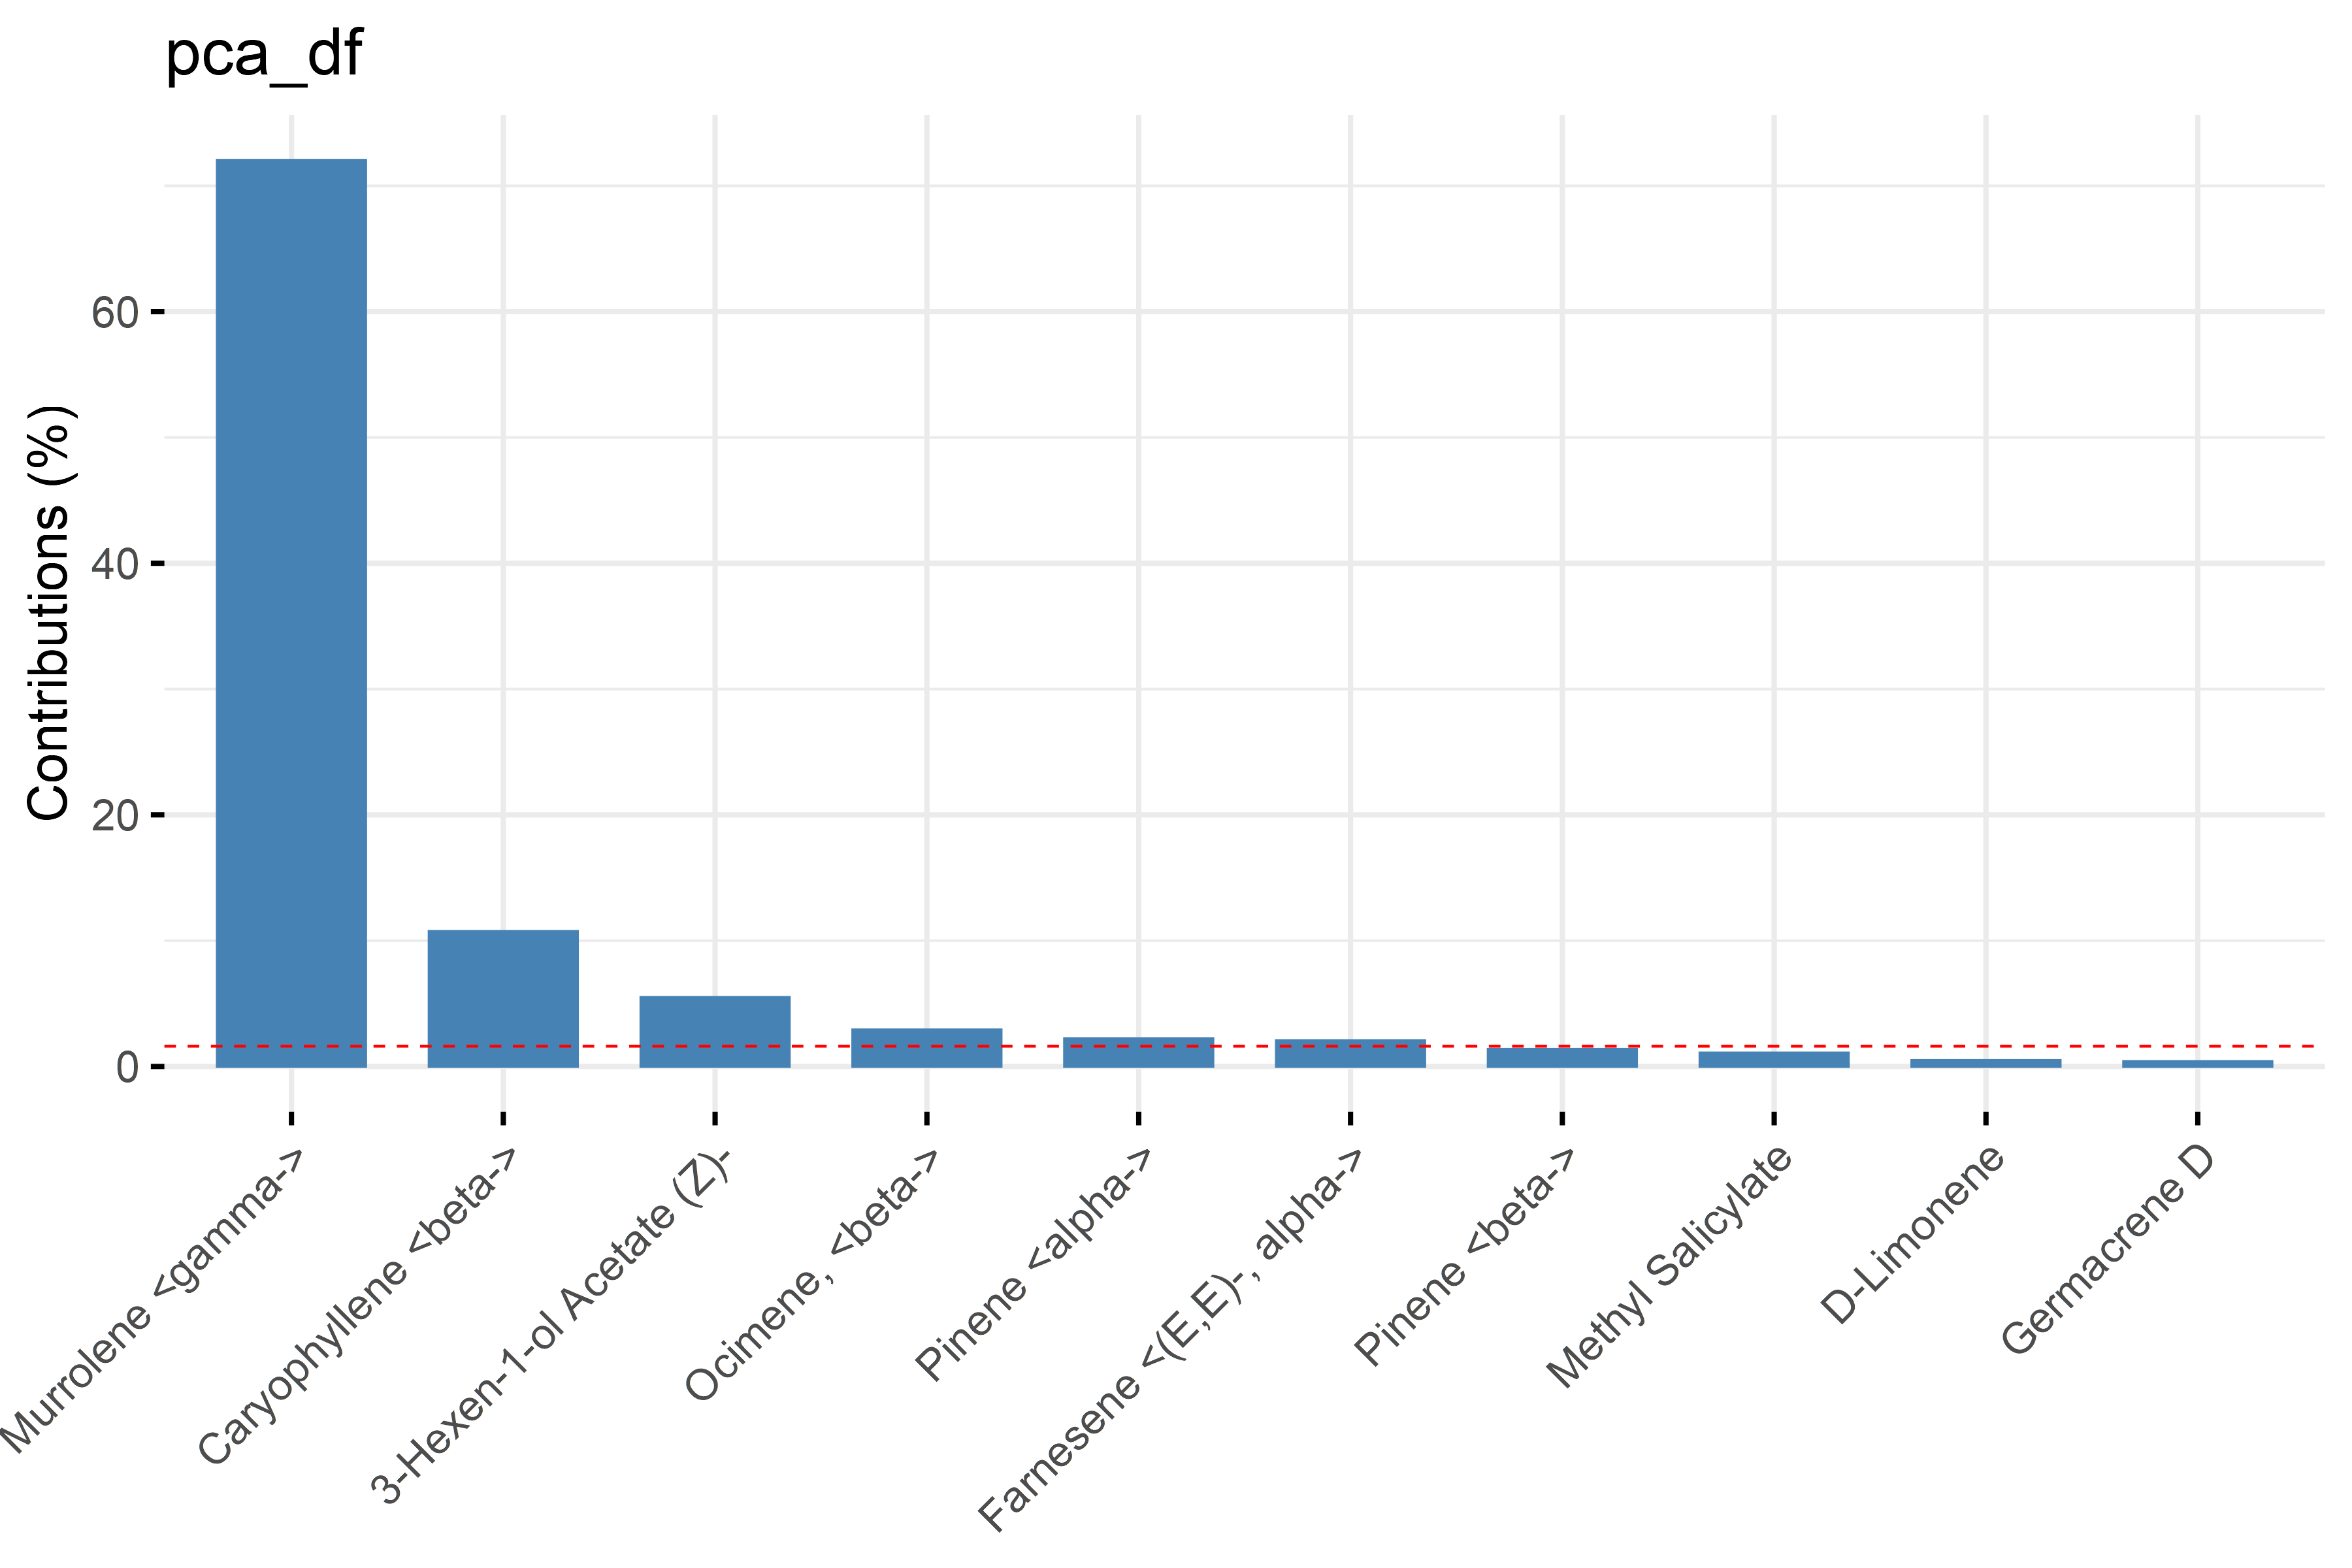 pca_df
Contributions (%)
60
40
20
0
Murrolene <gamma->
Caryophyllene <beta->
3-Hexen-1-ol Acetate (Z)-
Ocimene, <beta->
Pinene <alpha->
Farnesene <(E,E)-, alpha->
Pinene <beta->
Methyl Salicylate
D-Limonene
Germacrene D